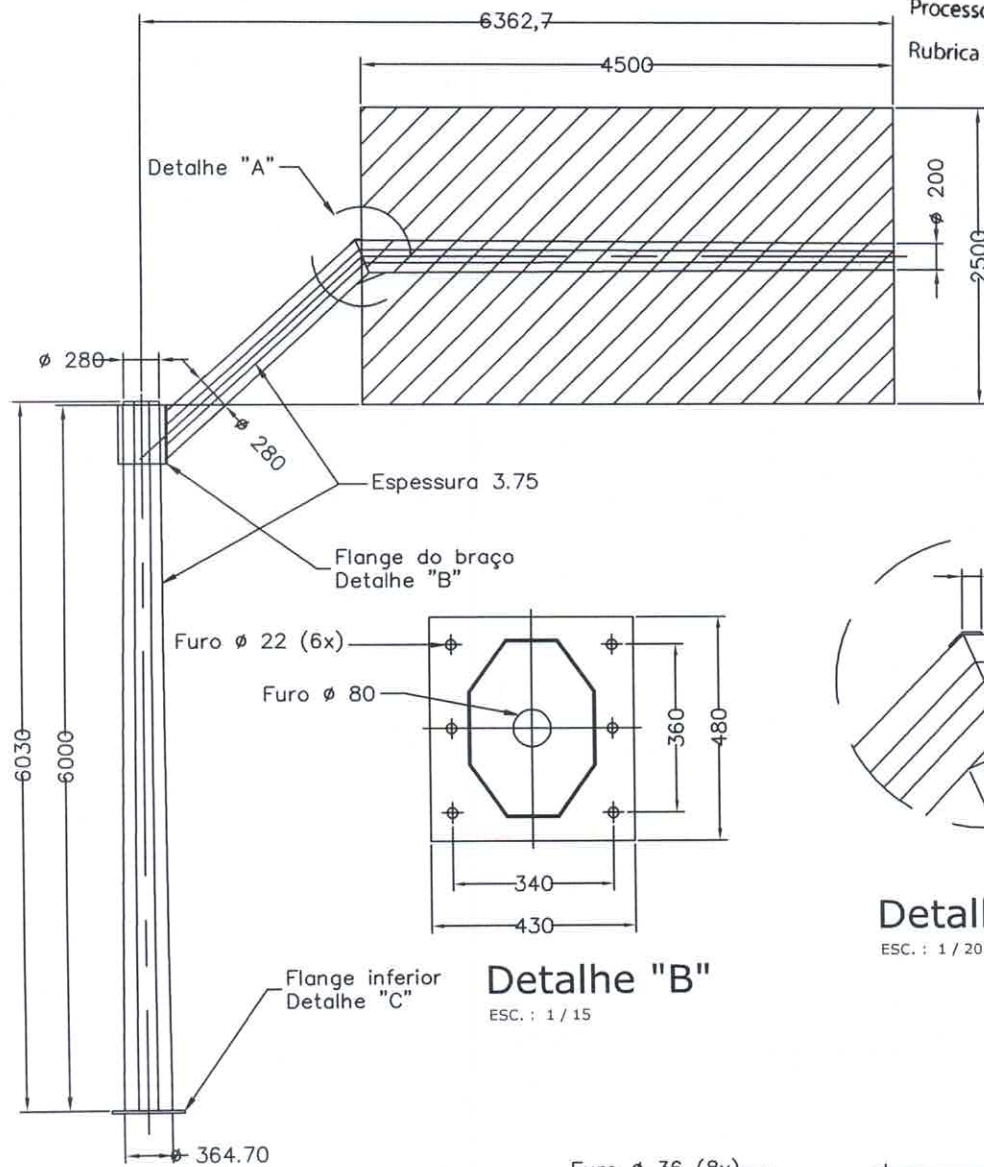 Processo
Rubrica
6362,7
4500
Detalhe "A"
ø 200
2500
ø 280
ø 280
Espessura 3.75
Flange do braço
Detalhe "B"
Furo ø 22 (6x)
Furo ø 80
360
480
6030
6000
340
430
Detalhe "B"
ESC. : 1 / 15
ESC. : 1 / 20
Flange inferior
Detalhe "C"
ø 364.70